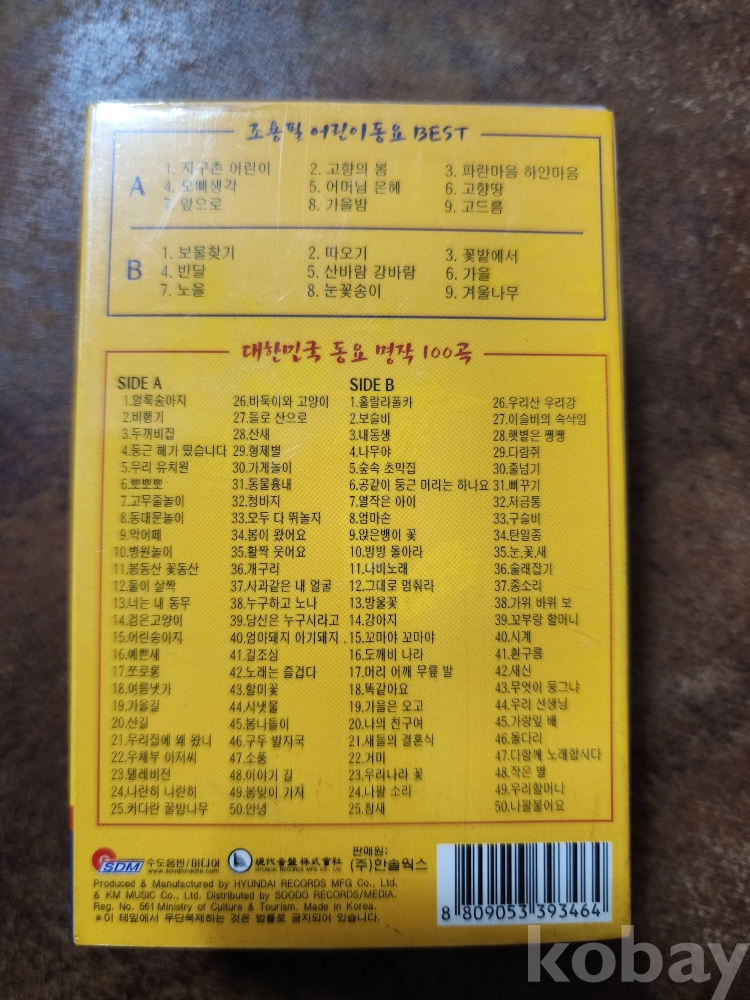 조용필 어린이동요 BEST
A
1. 지구촌 어린이 2. 고향의 봄 3. 파란마음 하얀마음
4. 오빠생각 5. 어머님 은혜 6. 고향땅
7. 앞으로 8. 가을밤 9. 고드름
B
1. 보물찾기 2. 따오기 3. 꽃밭에서
4. 반달 5. 산바람 강바람 6. 가을
7. 노을 8. 눈꽃송이 9. 겨울나무
대한민국 동요 명작 100곡
SIDE A SIDE B
1.얼룩송아지 26.바둑이와 고양이 1.훌랄라폴카 26.우리산 우리강
2.비행기 27.들로 산으로 2.보슬비 27.이슬비의 속삭임
3.두꺼비집 28.산새 3.내동생 28.햇볕은 쨍쨍
4.둥근 해가 떴습니다 29.형제별 4.나무야 29.다람쥐
5.우리 유치원 30.가게놀이 5.숲속 초막집 30.줄넘기
6.뽀뽀뽀 31.동물흉내 6.공같이 둥근 머리는 하나요 31.뻐꾸기
7.고무줄놀이 32.청바지 7.열작은 아이 32.저금통
8.동대문놀이 33.모두 다 뛰놀자 8.엄마손 33.구슬비
9.악어떼 34.봄이 왔어요 9.앉은뱅이 꽃 34.탄일종
10.병원놀이 35.활짝 웃어요 10.빙빙 돌아라 35.눈,꽃,새
11.봉동산 꽃동산 36.개구리 11.나비노래 36.술래잡기
12.둘이 살짝 37.사과같은 내 얼굴 12.그대로 멈춰라 37.종소리
13.너는 내 동무 38.누구하고 노나 13.방울꽃 38.가위 바위 보
14.검은고양이 39.당신은 누구시라고 14.강아지 39.꼬부랑 할머니
15.어린송아지 40.엄마돼지 아기돼지 15.꼬마야 꼬마야 40.시계
16.예쁜새 41.길조심 16.도깨비 나라 41.흰구름
17.쪼로롱 42.노래는 즐겁다 17.머리 어깨 무릎 발 42.새신
18.여름냇가 43.할미꽃 18.똑같아요 43.무엇이 둥그냐
19.가을길 44.시냇물 19.가을은 오고 44.우리 선생님
20.산길 45.봄나들이 20.나의 친구여 45.가랑잎 배
21.우리집에 왜 왔니 46.구두 발자국 21.새들의 결혼식 46.돌다리
22.우체부 아저씨 47.소풍 22.거미 47.다함께 노래합시다
23.텔레비전 48.이야기 길 23.우리나라 꽃 48.작은 별
24.나란히 나란히 49.봄맞이 가자 24.나팔 소리 49.우리할머니
25.커다란 꿀밤나무 50.안녕 25.참새 50.나팔불어요
SDM 수도음반/미디어 現代音盤 株式會社 판매원:
www.soodomedia.com HYUNDAI RECORDS MFG CO., LTD. (주)한솔웍스
Produced & Manufactured by HYUNDAI RECORDS MFG Co., Ltd.
& KM MUSIC Co., Ltd. Distributed by SOODO RECORDS/MEDIA.
Reg. No. 561 Ministry of Culture & Tourism. Made in Korea.
※이 테잎에서 무단복제하는 것은 법률로 금지되어 있습니다.
8 809053 393464
kobay